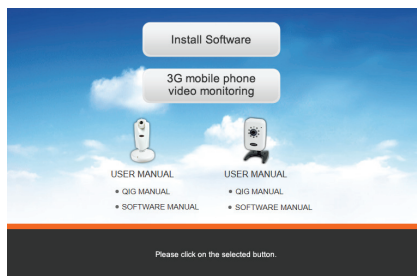 Install Software
3G mobile phone
video monitoring
USER MANUAL USER MANUAL
• QIG MANUAL • QIG MANUAL
• SOFTWARE MANUAL • SOFTWARE MANUAL
Please click on the selected button.